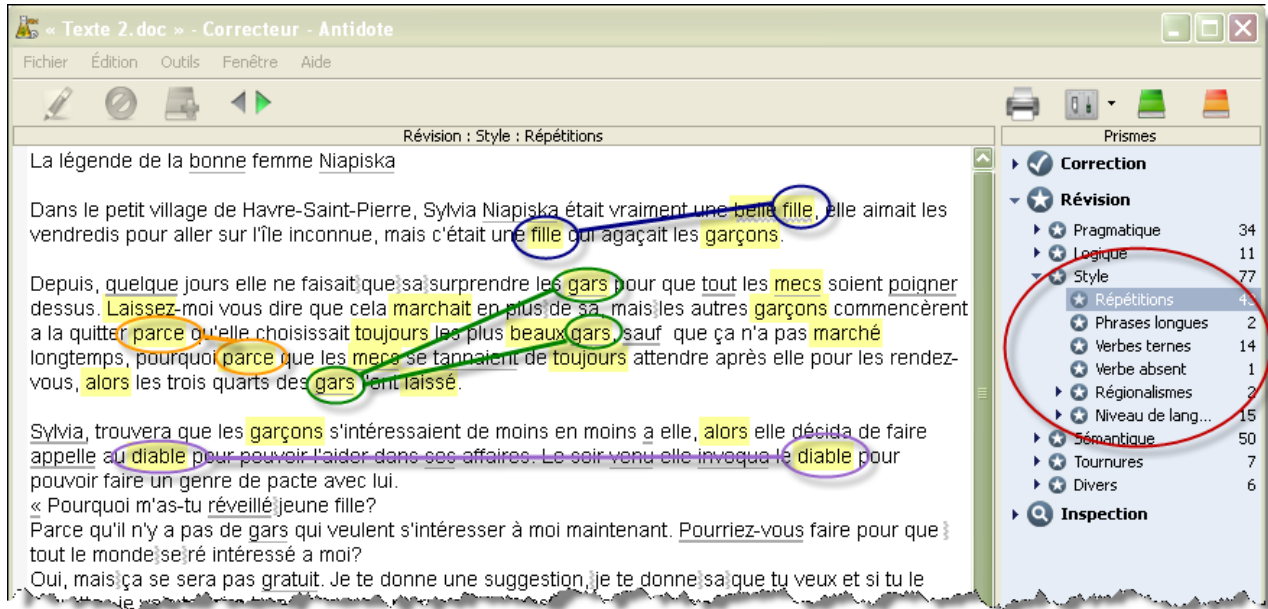 « Texte 2.doc » - Correcteur - Antidote
Fichier Édition Outils Fenêtre Aide
Révision : Style : Répétitions
La légende de la bonne femme Niapiska
Dans le petit village de Havre-Saint-Pierre, Sylvia Niapiska était vraiment une belle fille, elle aimait les
vendredis pour aller sur l'île inconnue, mais c'était une fille qui agaçait les garçons.
Depuis, quelque jours elle ne faisait que sa surprendre les gars pour que tout les mecs soient poigner
dessus. Laissez-moi vous dire que cela marchait en plus de sa, mais les autres garçons commencèrent
a la quitter parce qu'elle choisissait toujours les plus beaux gars, sauf que ça n'a pas marché
longtemps, pourquoi parce que les mecs se tannaient de toujours attendre après elle pour les rendez-
vous, alors les trois quarts des gars l'ont laissé.
Sylvia, trouvera que les garçons s'intéressaient de moins en moins a elle, alors elle décida de faire
appelle au diable pour pouvoir l'aider dans ses affaires. Le soir venu elle invoqua le diable pour
pouvoir faire un genre de pacte avec lui.
« Pourquoi m'as-tu réveillé jeune fille?
Parce qu'il n'y a pas de gars qui veulent s'intéresser à moi maintenant. Pourriez-vous faire pour que
tout le monde se ré intéressé a moi?
Oui, mais ça se sera pas gratuit. Je te donne une suggestion, je te donne sa que tu veux et si tu le
Prismes
Correction
Révision
Pragmatique 34
Logique 11
Style 77
Répétitions 43
Phrases longues 2
Verbes ternes 14
Verbe absent 1
Régionalismes 2
Niveau de lang... 15
Sémantique 50
Tournures 7
Divers 6
Inspection